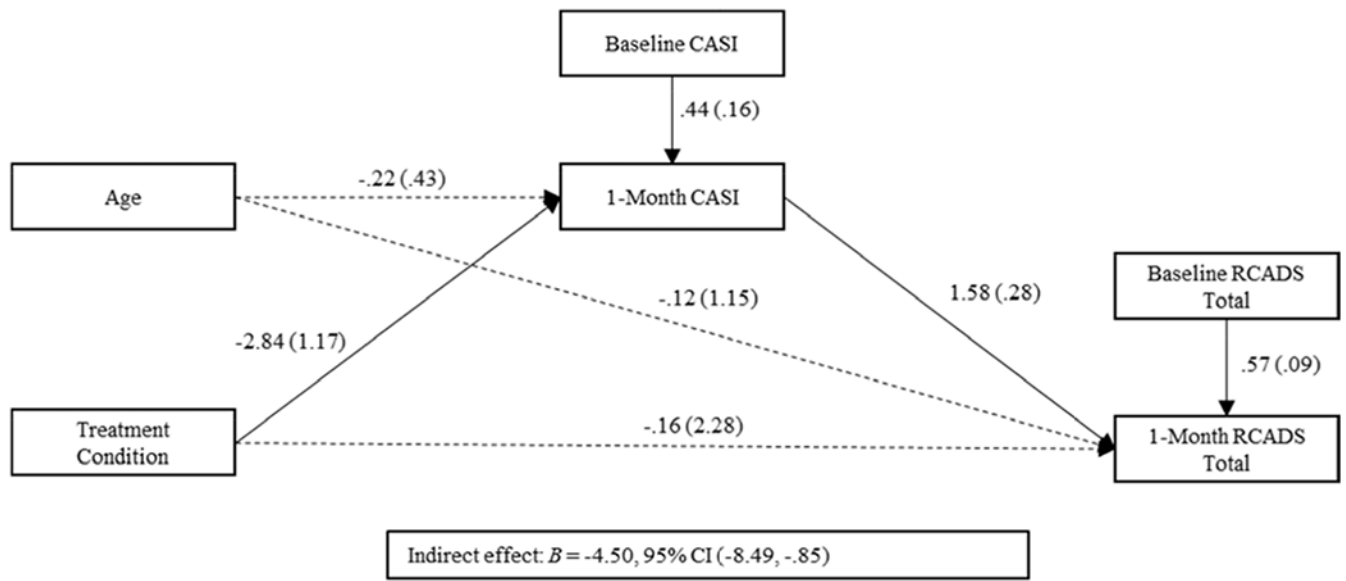 Baseline CASI
.44 (.16)
Age
-.22 (.43)
1-Month CASI
Baseline RCADS
Total
-.12 (1.15)
1.58 (.28)
-2.84 (1.17)
.57 (.09)
Treatment
Condition
-.16 (2.28)
1-Month RCADS
Total
Indirect effect: B = -4.50, 95% CI (-8.49, -.85)